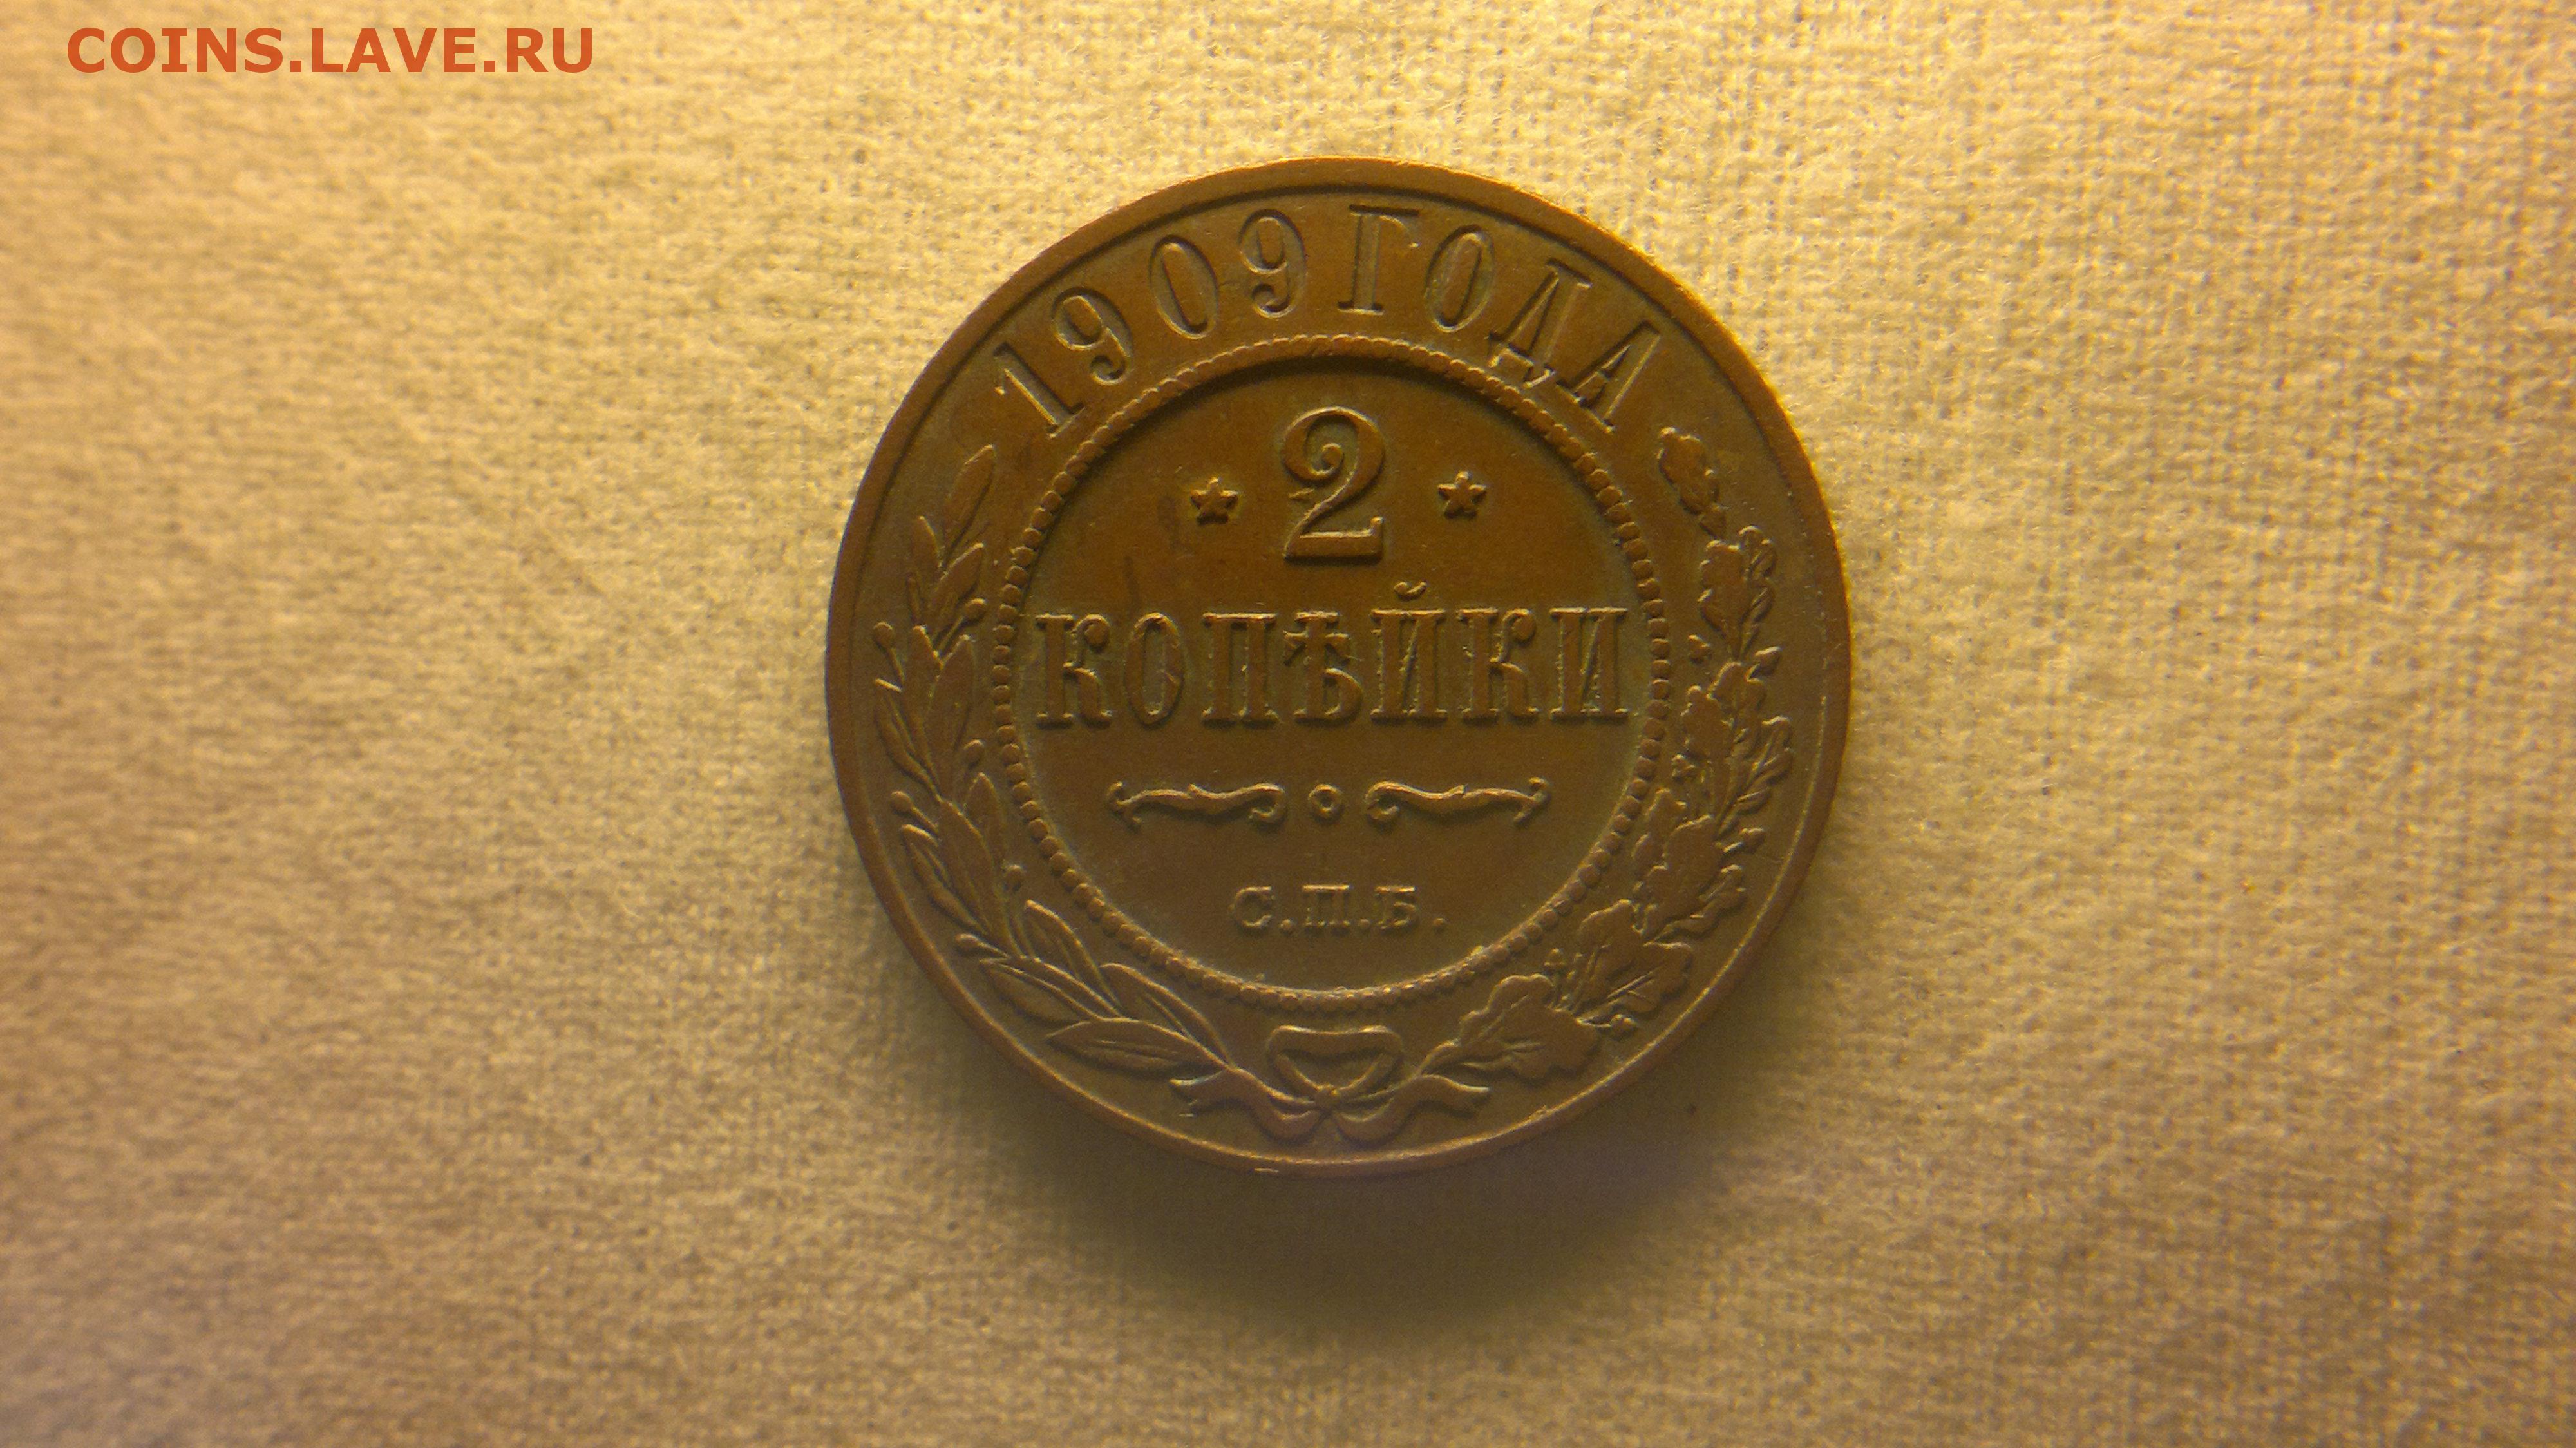 COINS.LAVE.RU
1909 ГОДА
2
КОПѢЙКИ
С.П.Б.